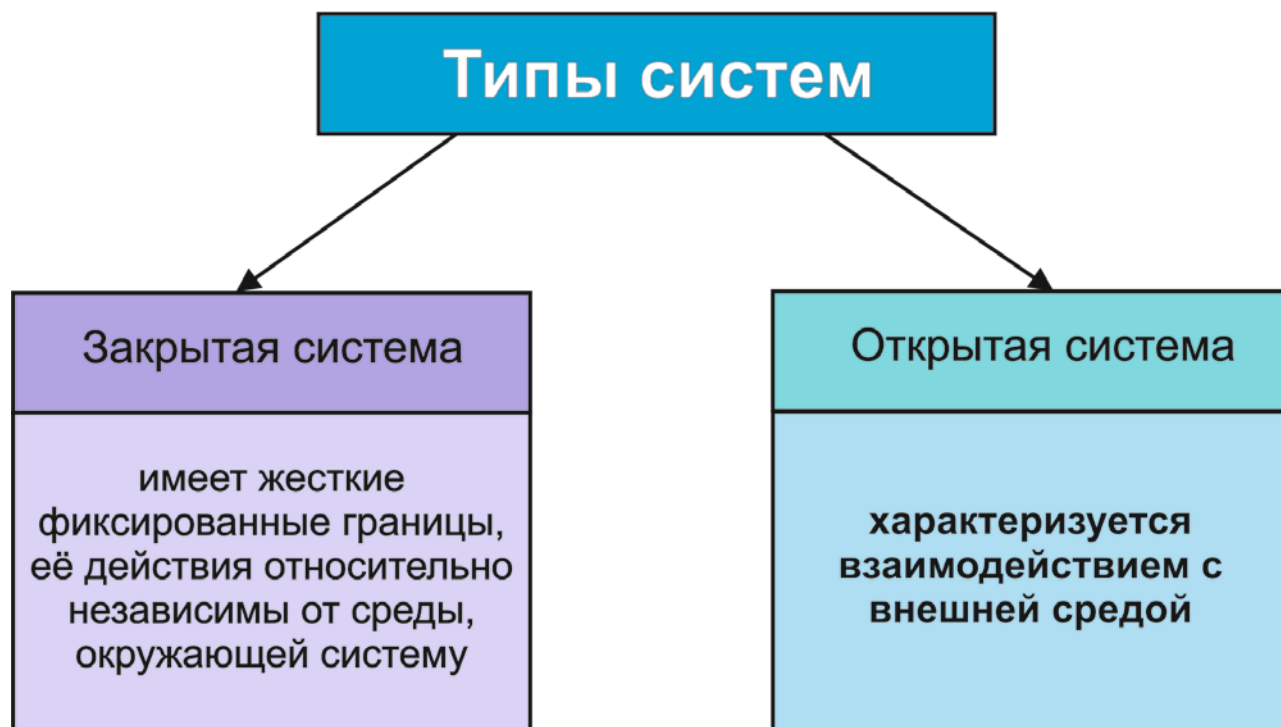 Типы систем
Закрытая система
имеет жесткие
фиксированные границы,
её действия относительно
независимы от среды,
окружающей систему
Открытая система
характеризуется
взаимодействием с
внешней средой